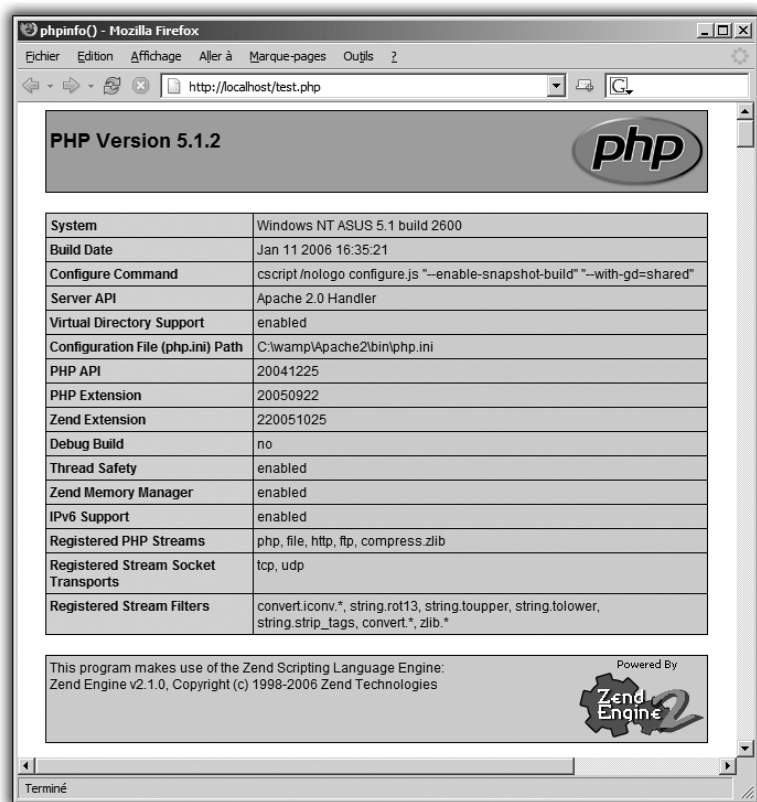 phpinfo() - Mozilla Firefox
Fichier Edition Affichage Aller à Marque-pages Outils ?
http://localhost/test.php G
PHP Version 5.1.2 php
System Windows NT ASUS 5.1 build 2600
Build Date Jan 11 2006 16:35:21
Configure Command cscript /nologo configure.js "--enable-snapshot-build" "--with-gd=shared"
Server API Apache 2.0 Handler
Virtual Directory Support enabled
Configuration File (php.ini) Path C:\wamp\Apache2\bin\php.ini
PHP API 20041225
PHP Extension 20050922
Zend Extension 220051025
Debug Build no
Thread Safety enabled
Zend Memory Manager enabled
IPv6 Support enabled
Registered PHP Streams php, file, http, ftp, compress.zlib
Registered Stream Socket tcp, udp
Transports
Registered Stream Filters convert.iconv.*, string.rot13, string.toupper, string.tolower,
string.strip_tags, convert.*, zlib.*
This program makes use of the Zend Scripting Language Engine:
Zend Engine v2.1.0, Copyright (c) 1998-2006 Zend Technologies
Powered By
Zend
Engine 2
Terminé